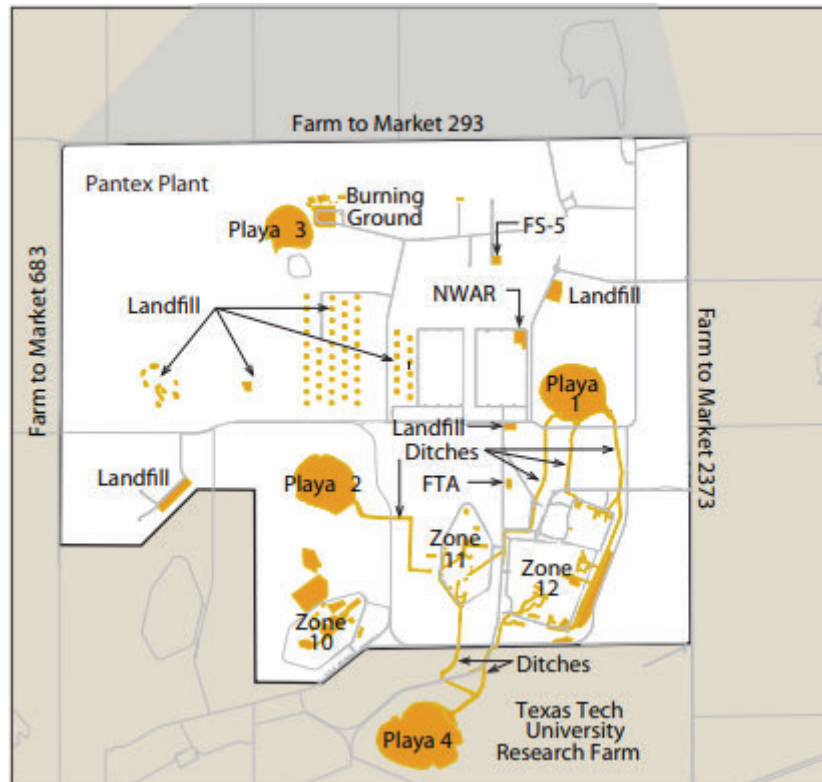 Farm to Market 293
Pantex Plant
Burning
Ground
Playa 3
FS-5
Farm to Market 683
Landfill
NWAR
Landfill
Farm to Market 2373
Playa
1
Landfill
Ditches
Landfill
Playa 2
FTA
Zone
11
Zone
12
Zone
10
Ditches
Playa 4
Texas Tech
University
Research Farm